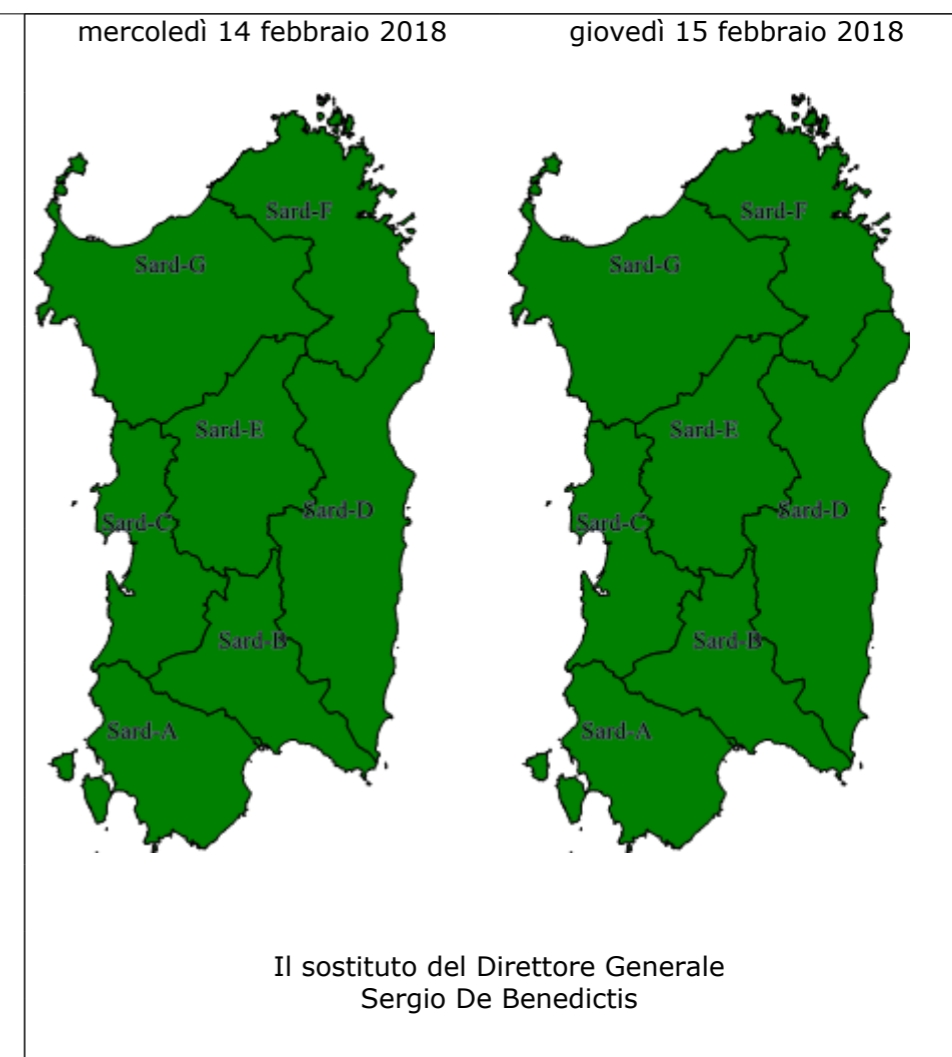 mercoledì 14 febbraio 2018
giovedì 15 febbraio 2018
Sard-F
Sard-G
Sard-E
Sard-D
Sard-C
Sard-B
Sard-A
Sard-F
Sard-G
Sard-E
Sard-D
Sard-C
Sard-B
Sard-A
Il sostituto del Direttore Generale
Sergio De Benedictis